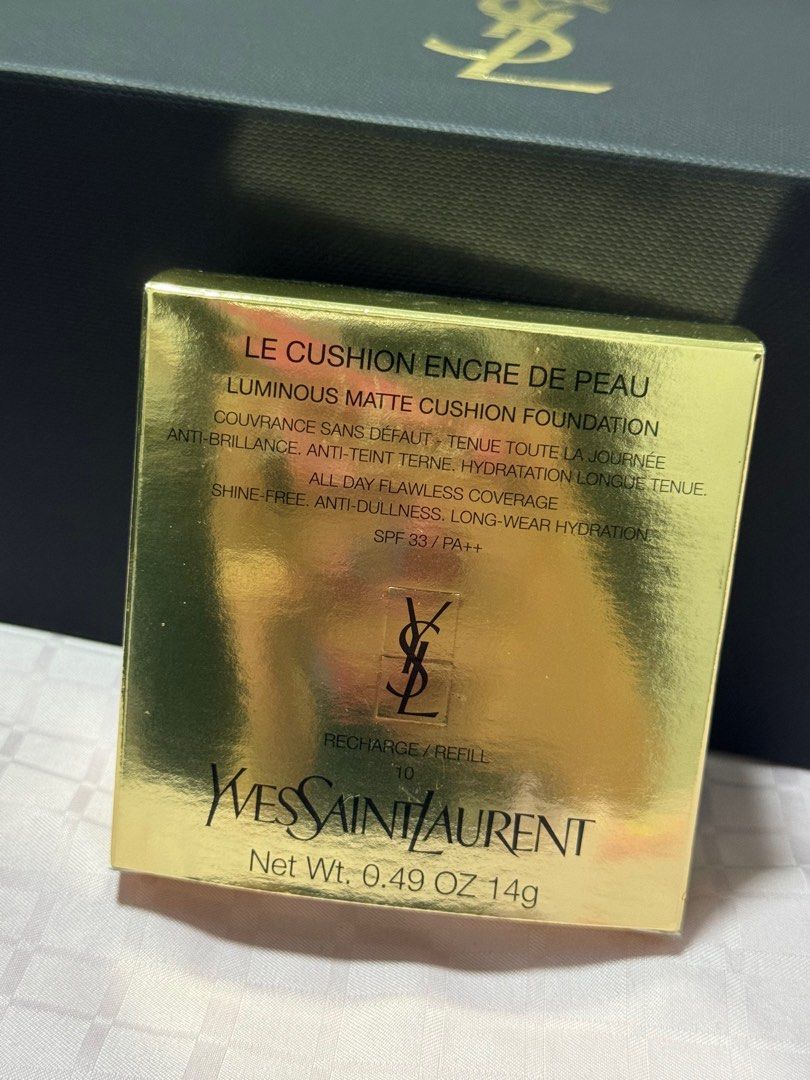 YSL
LE CUSHION ENCRE DE PEAU
LUMINOUS MATTE CUSHION FOUNDATION
COUVRANCE SANS DÉFAUT - TENUE TOUTE LA JOURNÉE
ANTI-BRILLANCE. ANTI-TEINT TERNE. HYDRATATION LONGUE TENUE.
ALL DAY FLAWLESS COVERAGE
SHINE-FREE. ANTI-DULLNESS. LONG-WEAR HYDRATION
SPF 33 / PA++
YSL
RECHARGE / REFILL
10
YVESSAINTLAURENT
Net Wt. 0.49 OZ 14g